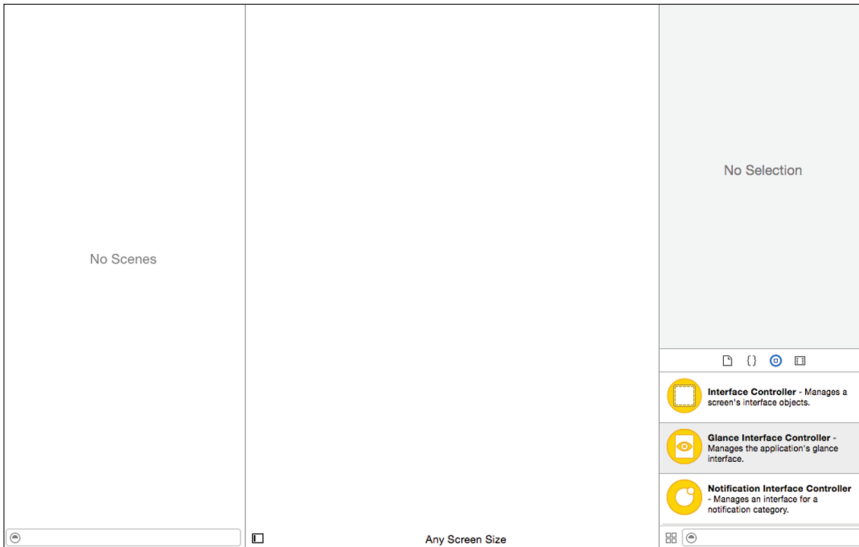 No Scenes
Any Screen Size
No Selection
{}
Interface Controller - Manages a
screen's interface objects.
Glance Interface Controller -
Manages the application's glance
interface.
Notification Interface Controller
- Manages an interface for a
notification category.